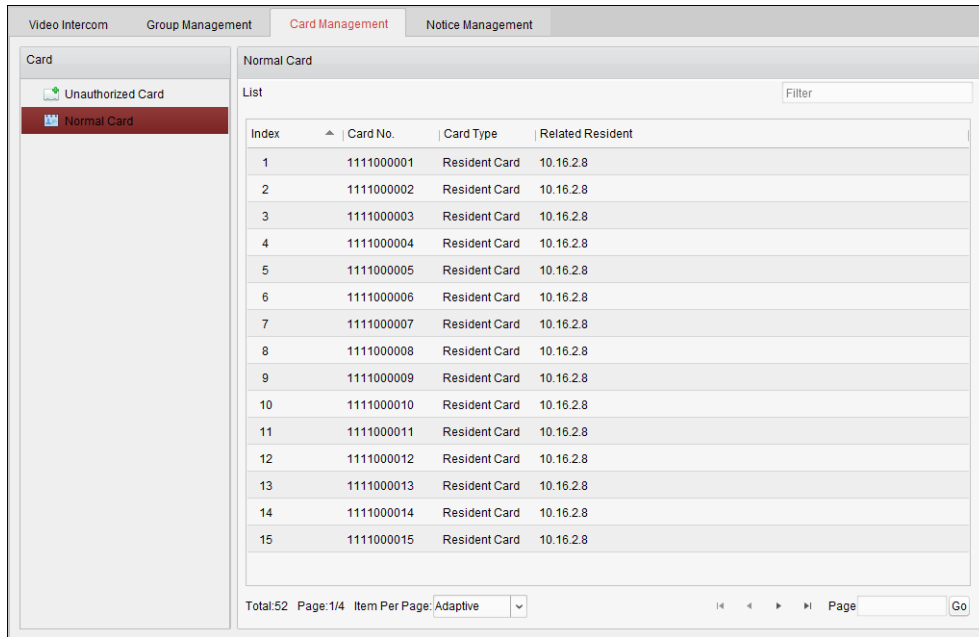 Video Intercom Group Management Card Management Notice Management
Card
Unauthorized Card
Normal Card
Normal Card
List Filter
Index Card No. Card Type Related Resident
1 1111000001 Resident Card 10.16.2.8
2 1111000002 Resident Card 10.16.2.8
3 1111000003 Resident Card 10.16.2.8
4 1111000004 Resident Card 10.16.2.8
5 1111000005 Resident Card 10.16.2.8
6 1111000006 Resident Card 10.16.2.8
7 1111000007 Resident Card 10.16.2.8
8 1111000008 Resident Card 10.16.2.8
9 1111000009 Resident Card 10.16.2.8
10 1111000010 Resident Card 10.16.2.8
11 1111000011 Resident Card 10.16.2.8
12 1111000012 Resident Card 10.16.2.8
13 1111000013 Resident Card 10.16.2.8
14 1111000014 Resident Card 10.16.2.8
15 1111000015 Resident Card 10.16.2.8
Total:52 Page:1/4 Item Per Page: Adaptive Page Go